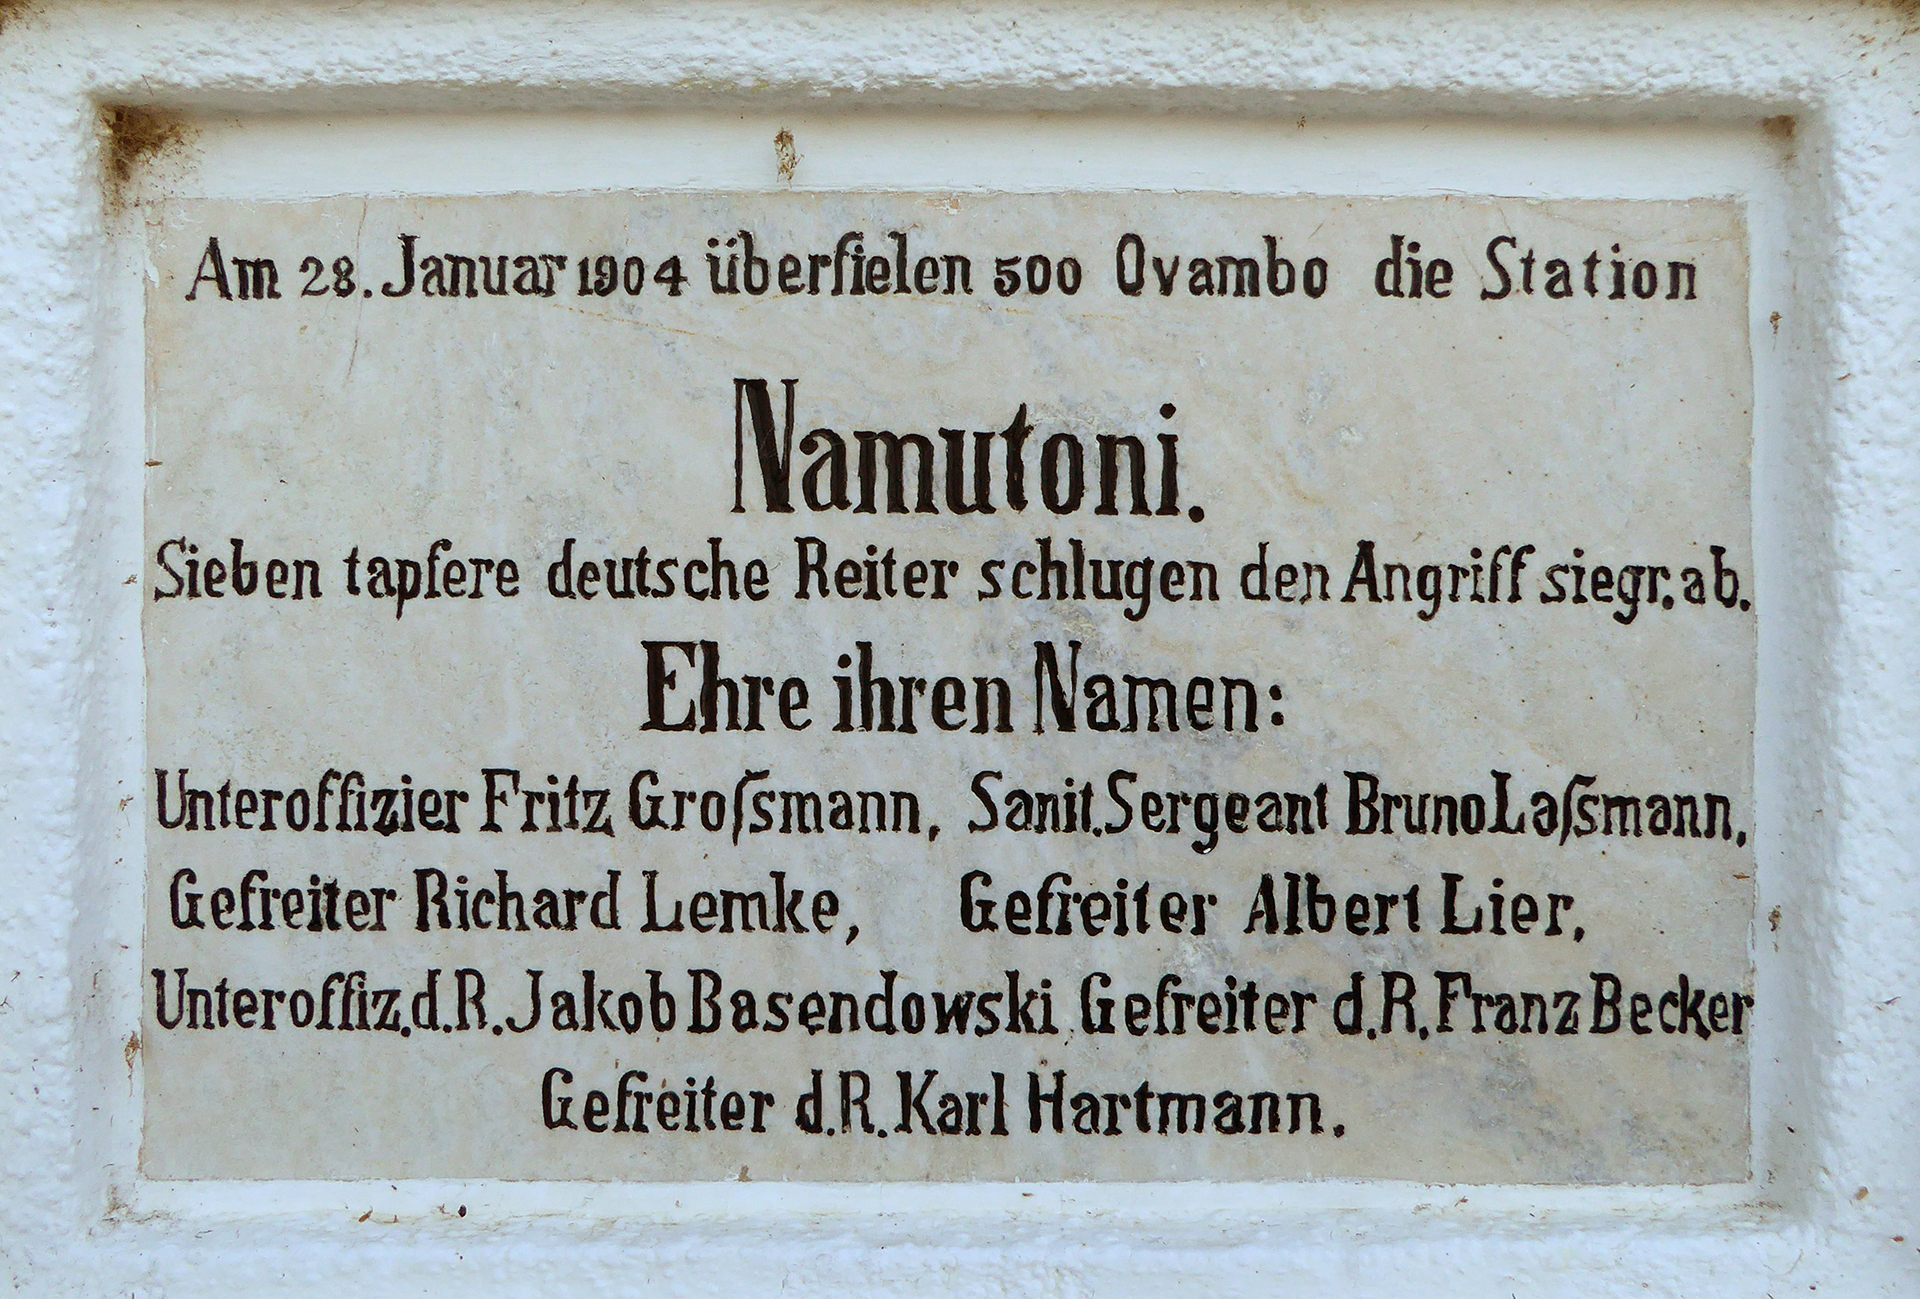 Am 28. Januar 1904 überfielen 500 Ovambo die Station
Namutoni.
Sieben tapfere deutsche Reiter schlugen den Angriff siegr. ab.
Ehre ihren Namen:
Unteroffizier Fritz Groſsmann, Sanit. Sergeant Bruno Laſsmann,
Gefreiter Richard Lemke, Gefreiter Albert Lier,
Unteroffiz. d. R. Jakob Basendowski, Gefreiter d. R. Franz Becker
Gefreiter d. R. Karl Hartmann.